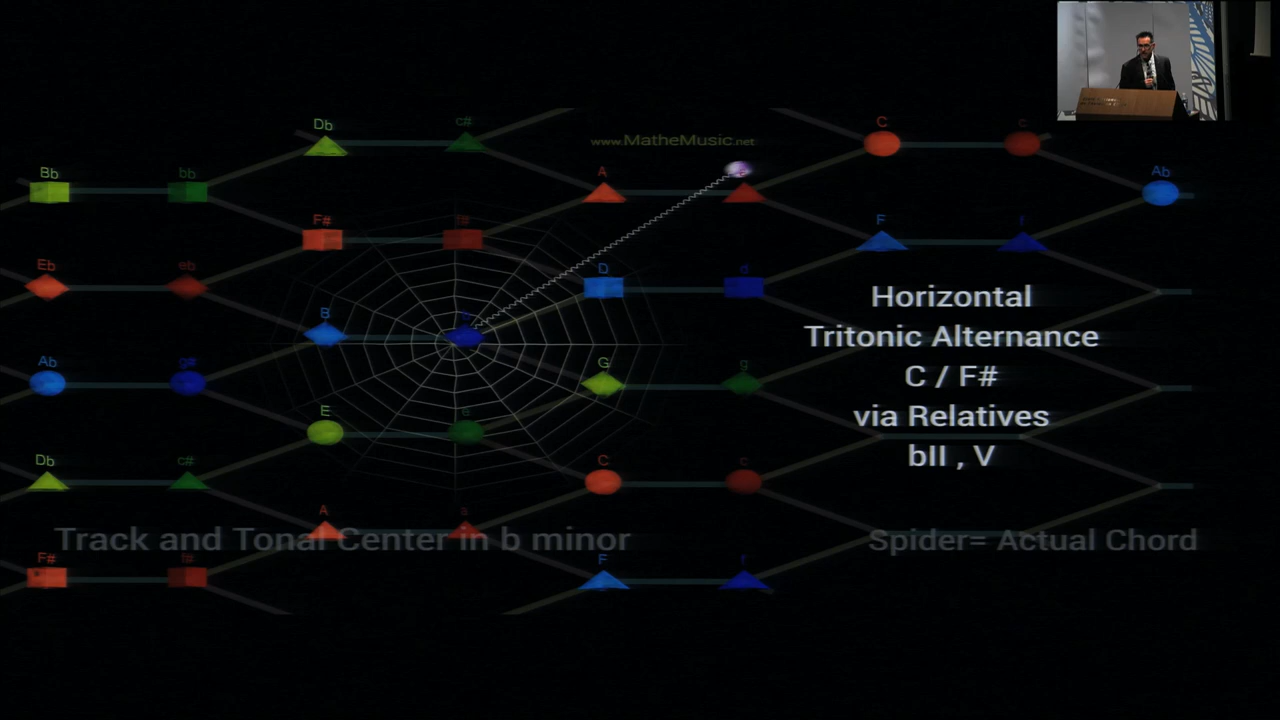 Db c# C c
www.MatheMusic.net
Bb bb A a Ab
F# f# F f
Eb eb D d
Horizontal
Tritonic Alternance
B b
C / F#
Ab g# G g
via Relatives
E e
bII , V
Db c# C c
A a
Track and Tonal Center in b minor
Spider= Actual Chord
F# f# F f